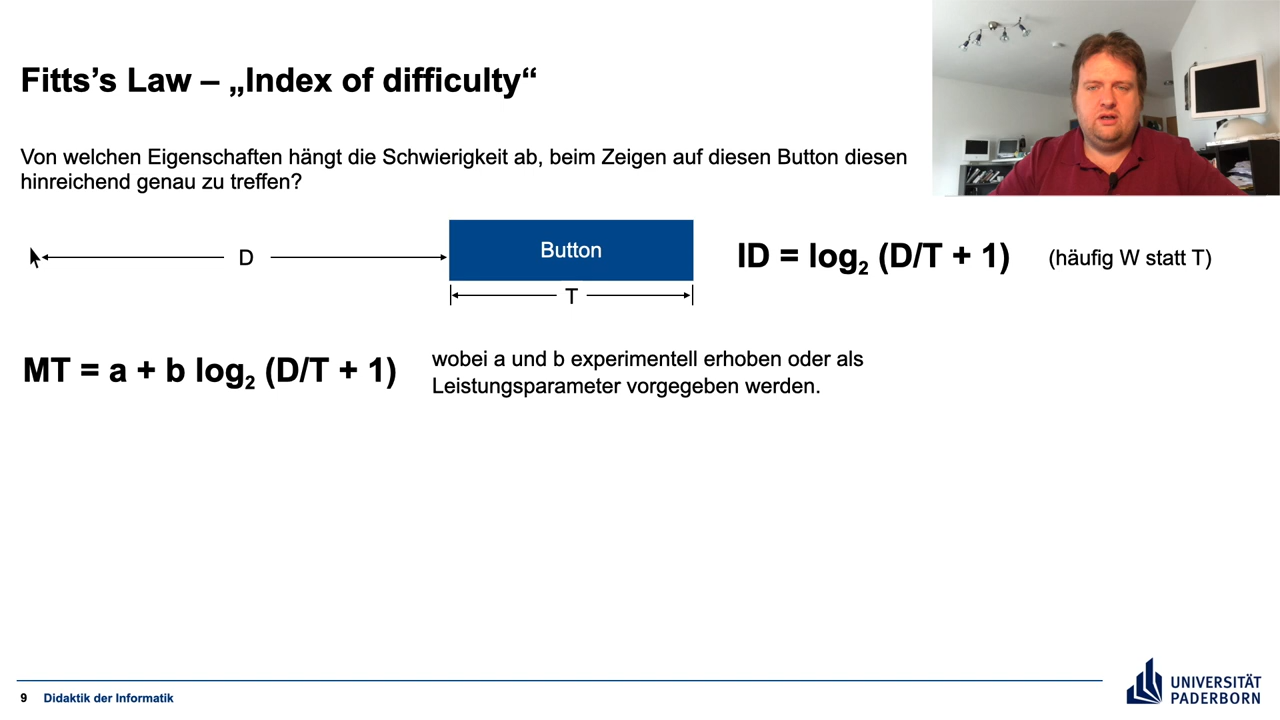 Fitts’s Law – „Index of difficulty“
Von welchen Eigenschaften hängt die Schwierigkeit ab, beim Zeigen auf diesen Button diesen
hinreichend genau zu treffen?
D
Button
T
ID = log₂ (D/T + 1)
(häufig W statt T)
MT = a + b log₂ (D/T + 1)
wobei a und b experimentell erhoben oder als
Leistungsparameter vorgegeben werden.
9 Didaktik der Informatik
UNIVERSITÄT
PADERBORN